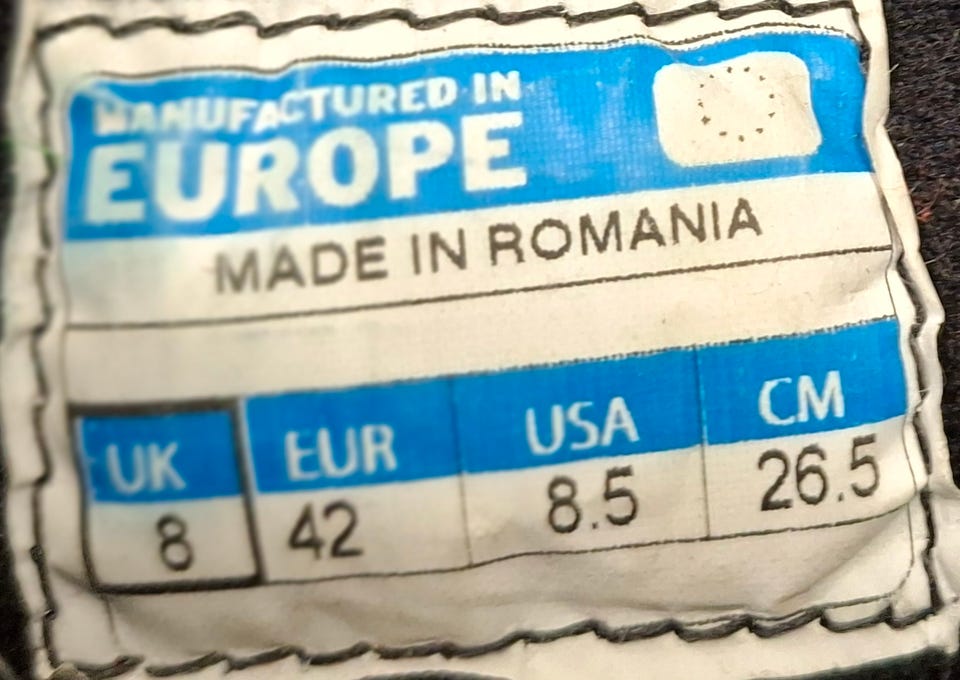 MANUFACTURED IN
EUROPE
MADE IN ROMANIA
UK EUR USA CM
8 42 8.5 26.5